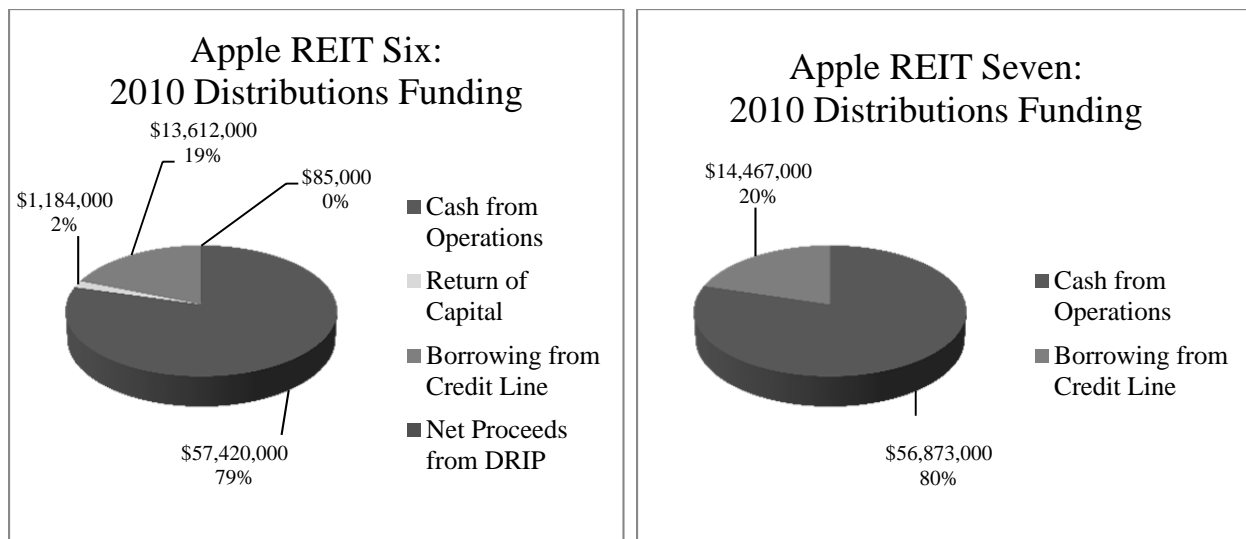 Apple REIT Six:
2010 Distributions Funding
$13,612,000
19%
$1,184,000
2%
$85,000
0%
$57,420,000
79%
Cash from
Operations
Return of
Capital
Borrowing from
Credit Line
Net Proceeds
from DRIP
Apple REIT Seven:
2010 Distributions Funding
$14,467,000
20%
$56,873,000
80%
Cash from
Operations
Borrowing from
Credit Line